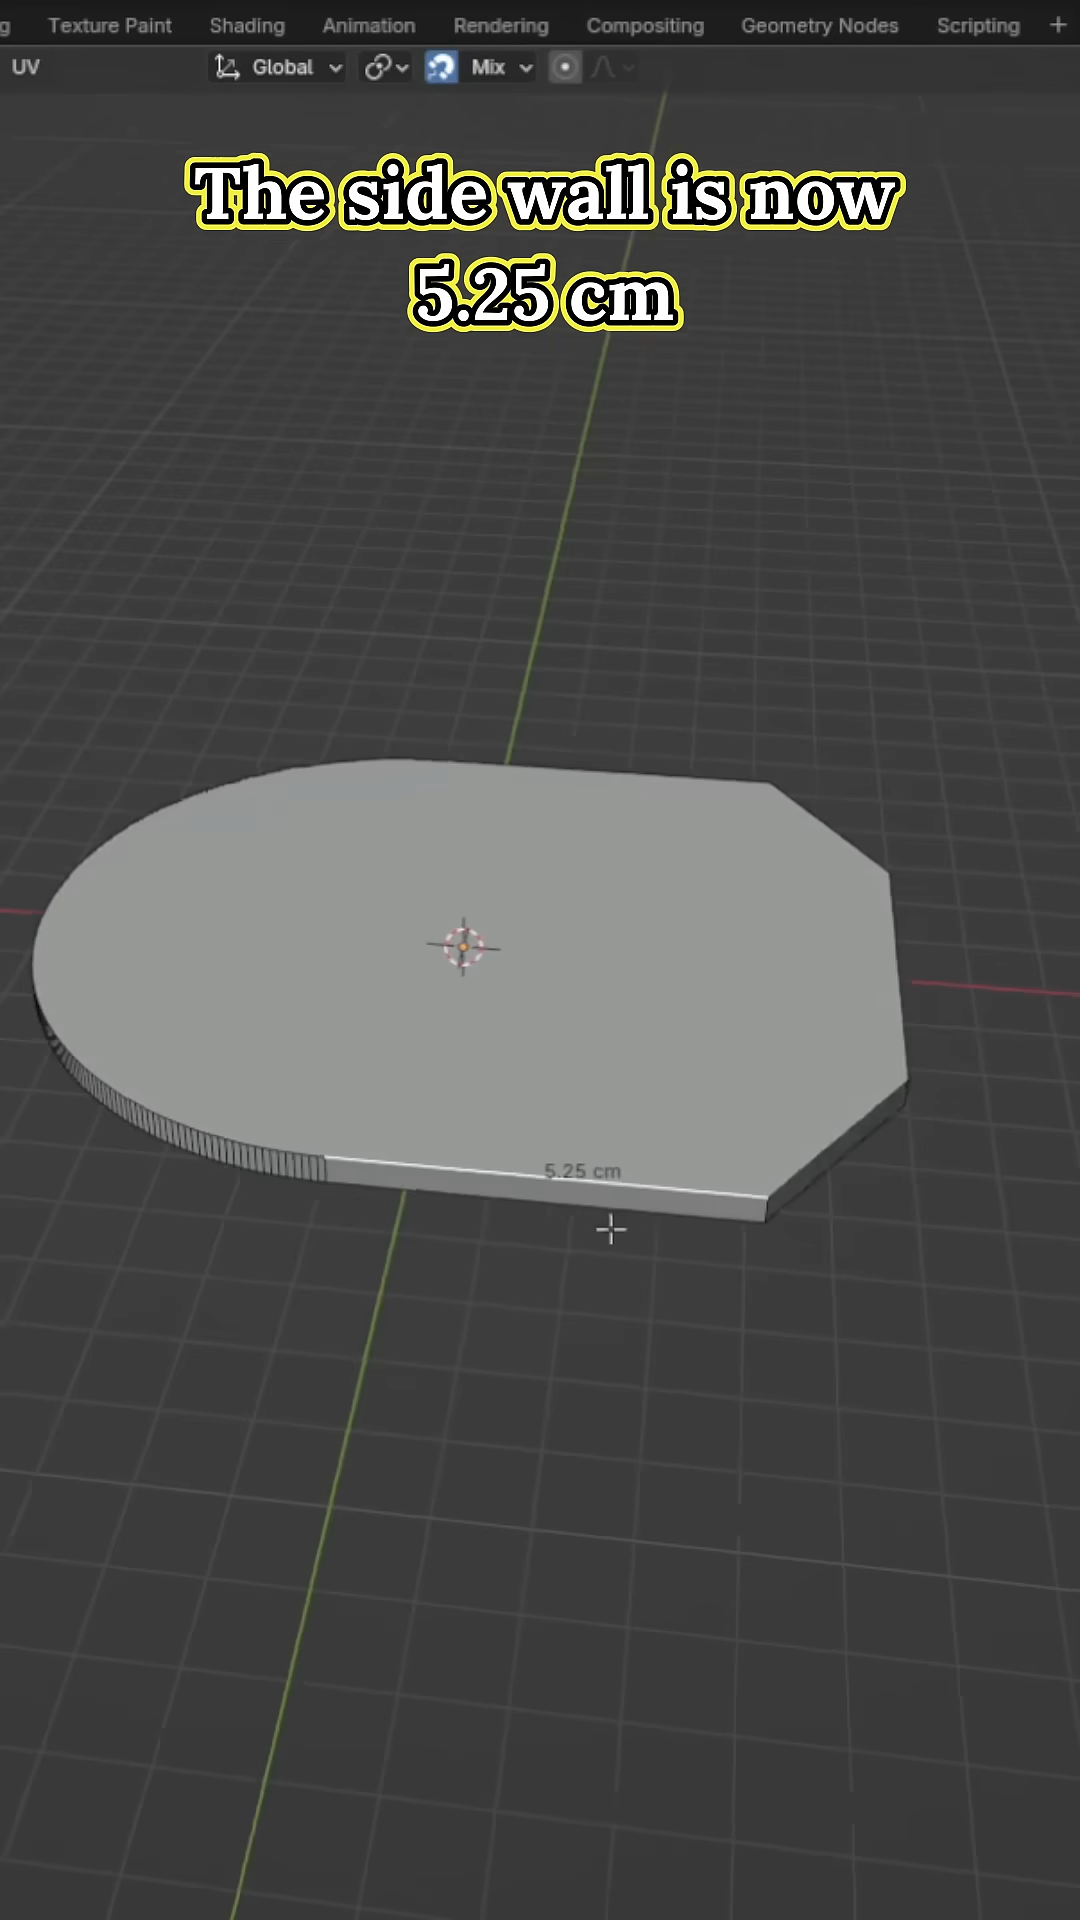 g Texture Paint Shading Animation Rendering Compositing Geometry Nodes Scripting +
UV Global Mix
The side wall is now
5.25 cm
5.25 cm